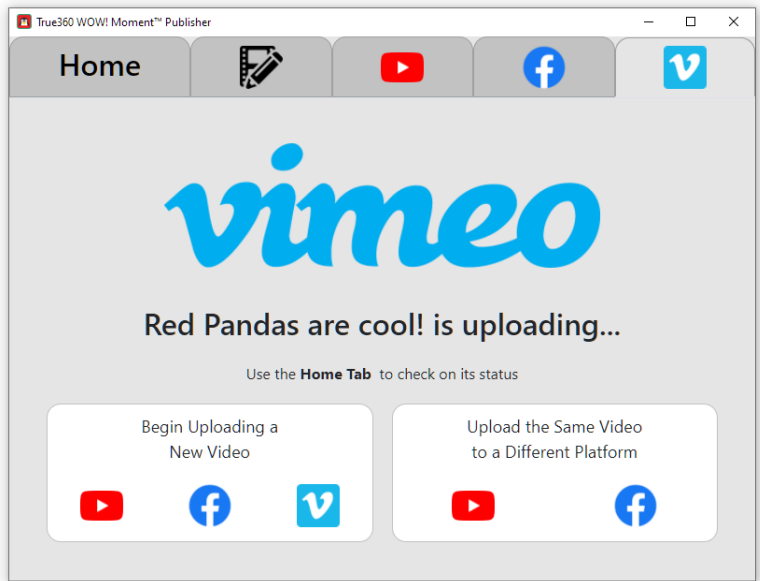 True360 WOW! Moment™ Publisher
Home
vimeo
Red Pandas are cool! is uploading...
Use the Home Tab to check on its status
Begin Uploading a
New Video
Upload the Same Video
to a Different Platform